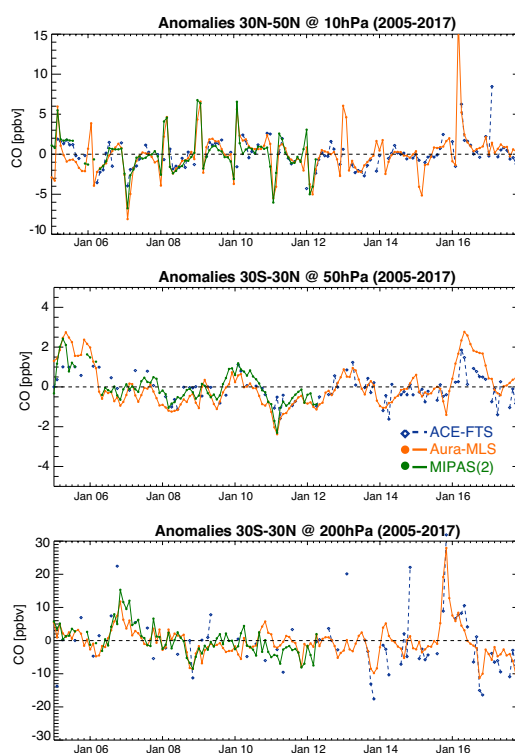 Anomalies 30N-50N @ 10hPa (2005-2017)
CO [ppbv]
15
10
5
0
-5
-10
Jan 06 Jan 08 Jan 10 Jan 12 Jan 14 Jan 16
Anomalies 30S-30N @ 50hPa (2005-2017)
CO [ppbv]
4
2
0
-2
-4
ACE-FTS
Aura-MLS
MIPAS(2)
Jan 06 Jan 08 Jan 10 Jan 12 Jan 14 Jan 16
Anomalies 30S-30N @ 200hPa (2005-2017)
CO [ppbv]
30
20
10
0
-10
-20
-30
Jan 06 Jan 08 Jan 10 Jan 12 Jan 14 Jan 16